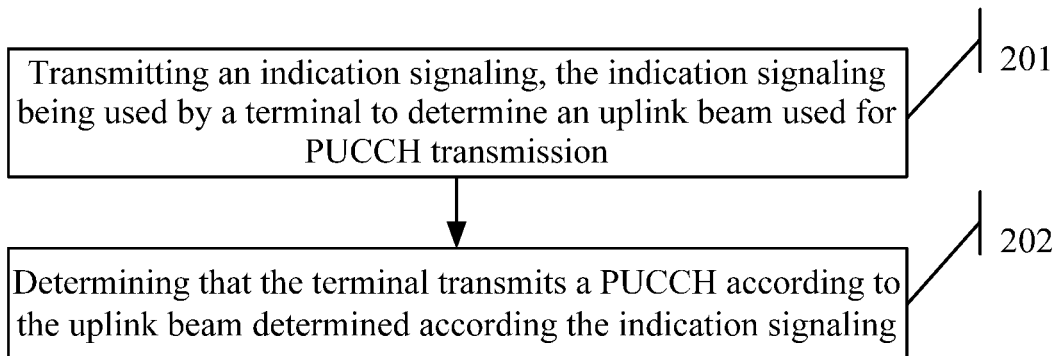 Transmitting an indication signaling, the indication signaling
being used by a terminal to determine an uplink beam used for
PUCCH transmission
201
Determining that the terminal transmits a PUCCH according to
the uplink beam determined according the indication signaling
202